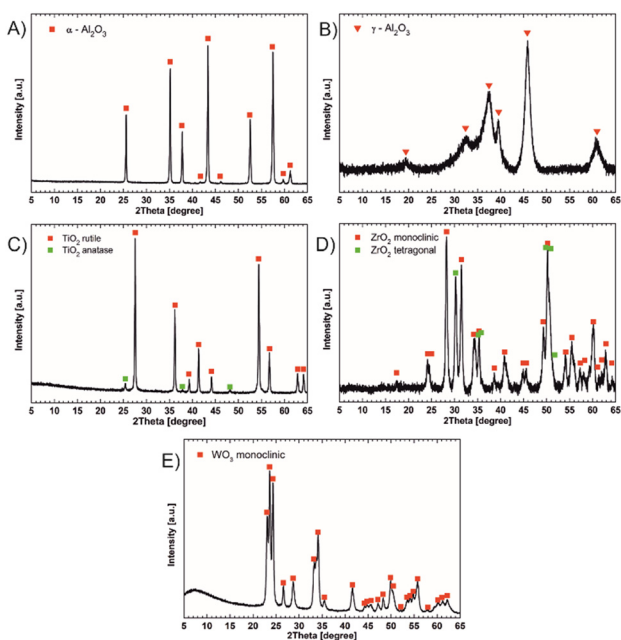 A)
α - Al₂O₃
Intensity [a.u.]
5 10 15 20 25 30 35 40 45 50 55 60 65
2Theta [degree]
B)
γ - Al₂O₃
Intensity [a.u.]
5 10 15 20 25 30 35 40 45 50 55 60 65
2Theta [degree]
C)
TiO₂ rutile
TiO₂ anatase
Intensity [a.u.]
5 10 15 20 25 30 35 40 45 50 55 60 65
2Theta [degree]
D)
ZrO₂ monoclinic
ZrO₂ tetragonal
Intensity [a.u.]
5 10 15 20 25 30 35 40 45 50 55 60 65
2Theta [degree]
E)
WO₃ monoclinic
Intensity [a.u.]
5 10 15 20 25 30 35 40 45 50 55 60 65
2Theta [degree]